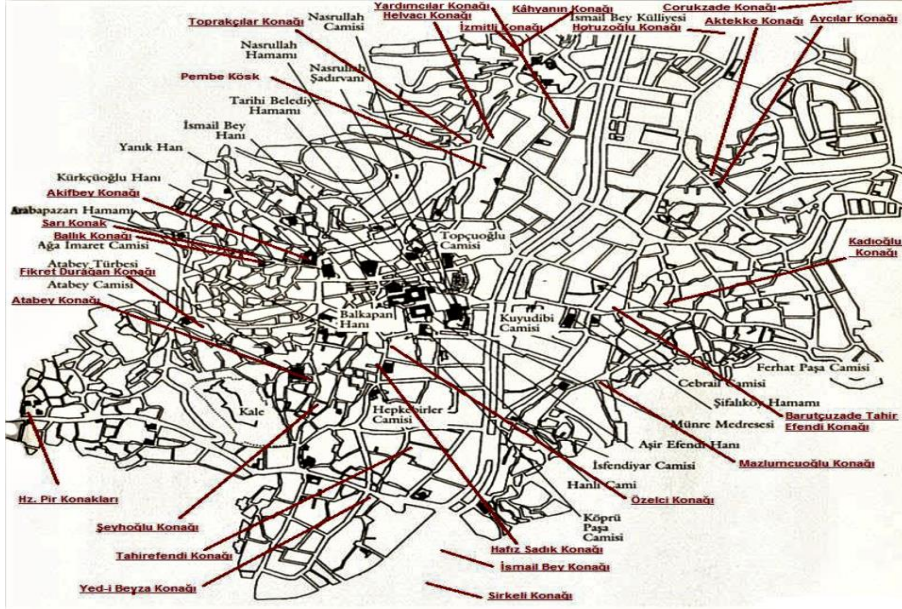 Yardımcılar Konağı
Helvacı Konağı
Kâhyanın Konağı
Corukzade Konağı
Nasrullah
Camisi
Toprakçılar Konağı
İzmitli Konağı
İsmail Bey Külliyesi
Horuzoğlu Konağı
Aktekke Konağı
Aycılar Konağı
Nasrullah
Hamamı
Nasrullah
Şadırvanı
Pembe Kösk
Tarihi Belediye
Hamamı
İsmail Bey
Hanı
Yanık Han
Kürkçüoğlu Hanı
Akifbey Konağı
Arabapazarı Hamamı
Sarı Konak
Ballık Konağı
Ağa İmaret Camisi
Topçuoğlu
Camisi
Kadıoğlu
Konağı
Atabey Türbesi
Fikret Durağan Konağı
Atabey Camisi
Atabey Konağı
Balkapan
Hanı
Kuyudibi
Camisi
Ferhat Paşa Camisi
Cebrail Camisi
Şifalıköy Hamamı
Kale
Hepkebirler
Camisi
Münre Medresesi
Barutçuzade Tahir
Efendi Konağı
Aşir Efendi Hanı
Mazlumcuoğlu Konağı
İsfendiyar Camisi
Hanlı Cami
Hz. Pir Konakları
Özelci Konağı
Şeyhoğlu Konağı
Köprü
Paşa
Camisi
Tahirefendi Konağı
Hafız Sadık Konağı
İsmail Bey Konağı
Yed-i Beyza Konağı
Sirkeli Konağı